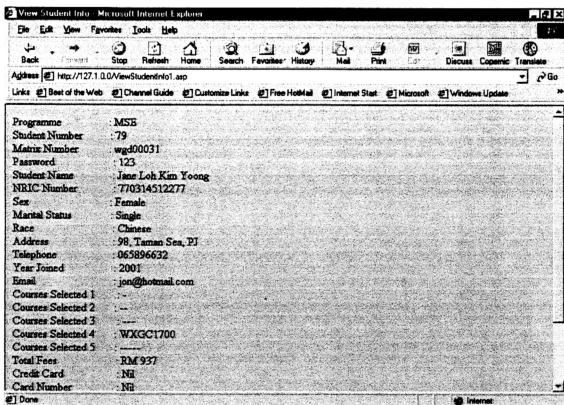 View Student Info - Microsoft Internet Explorer
File Edit View Favorites Tools Help
Back Forward Stop Refresh Home Search Favorites History Mail Print Edit Discuss Copernic Translate
Address http://127.1.0.0/ViewStudentInfo1.asp Go
Links Best of the Web Channel Guide Customize Links Free HotMail Internet Start Microsoft Windows Update »
Programme : MSE
Student Number : 79
Matrix Number : wgd00031
Password : 123
Student Name : Jane Loh Kim Yoong
NRIC Number : 770314512277
Sex : Female
Marital Status : Single
Race : Chinese
Address : 98, Taman Sea, PJ
Telephone : 065896632
Year Joined : 2001
Email : jon@hotmail.com
Courses Selected 1 : -
Courses Selected 2 : --
Courses Selected 3 : ---
Courses Selected 4 : WXGC1700
Courses Selected 5 : -----
Total Fees : RM 937
Credit Card : Nil
Card Number : Nil
Done Internet